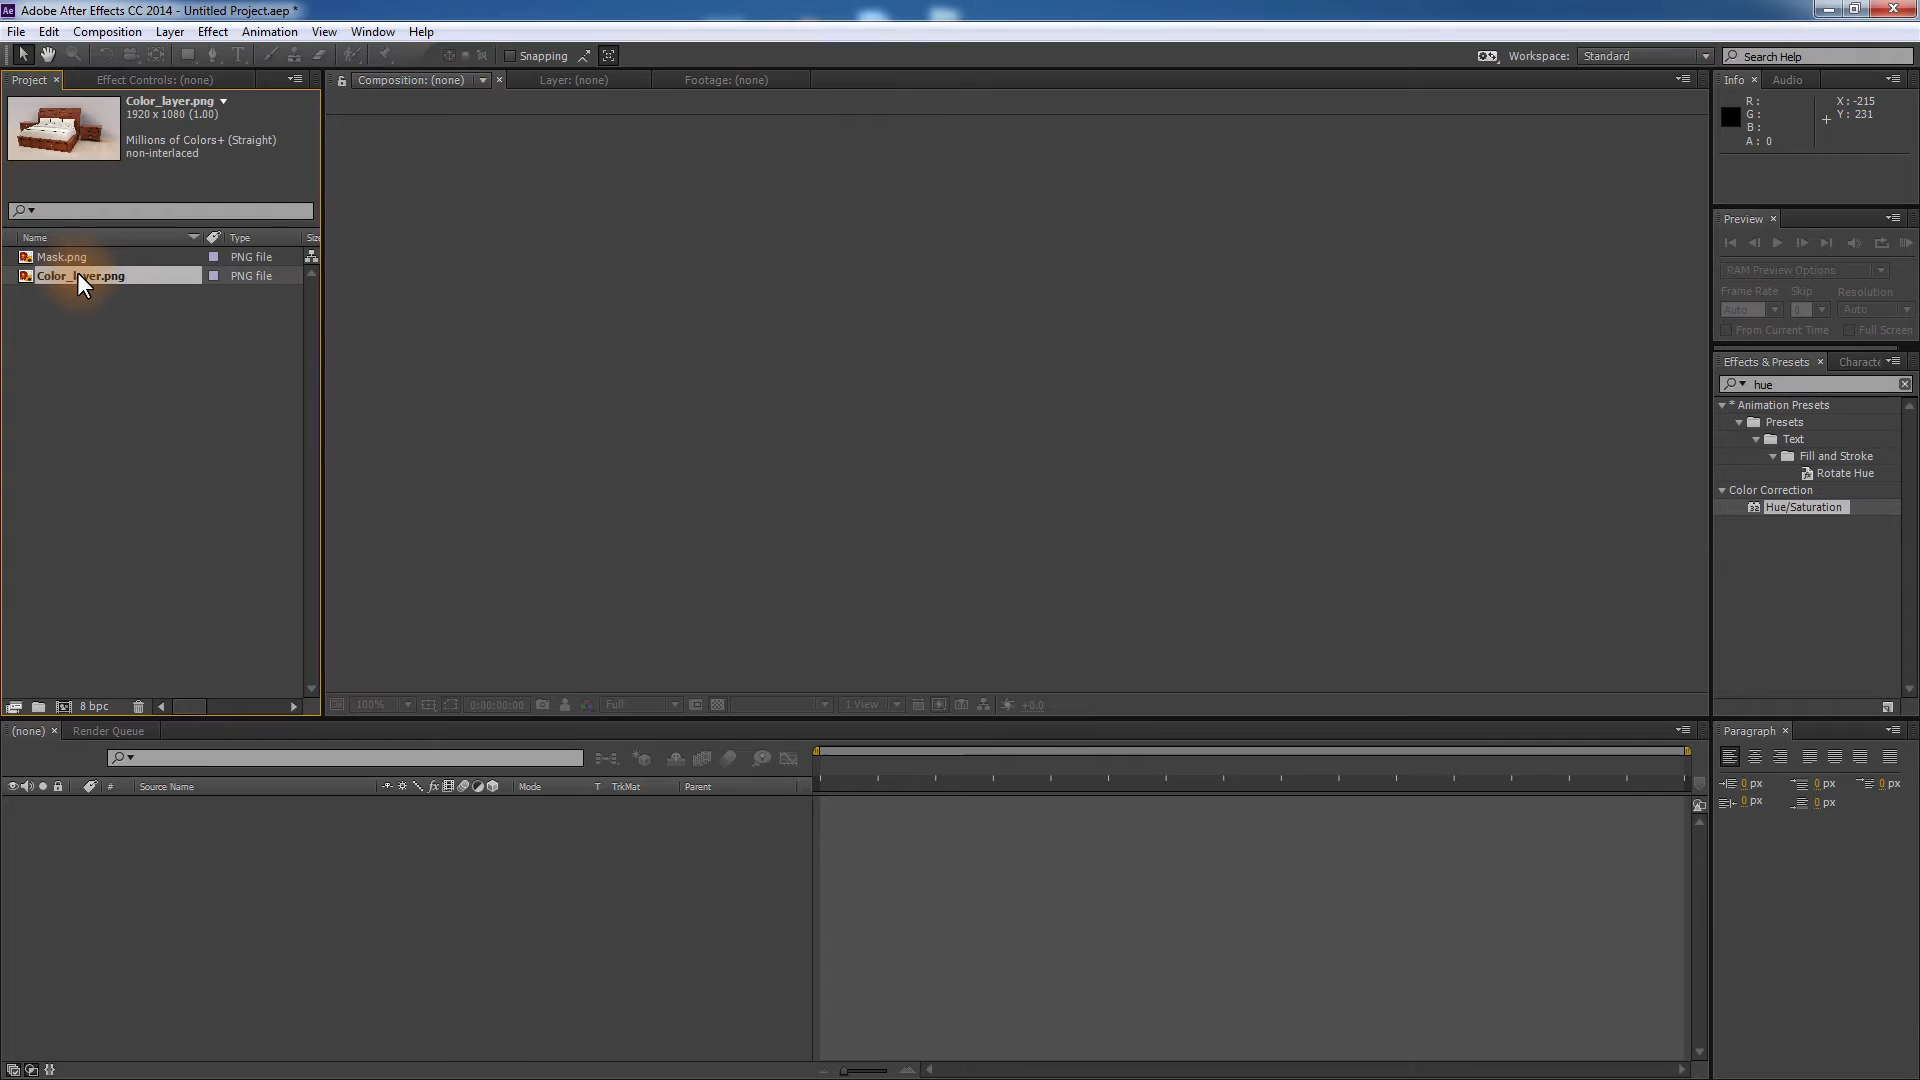 Ae Adobe After Effects CC 2014 - Untitled Project.aep *
File Edit Composition Layer Effect Animation View Window Help
Snapping Workspace: Standard Search Help
Project × Effect Controls: (none) Composition: (none) × Layer: (none) Footage: (none) Info × Audio
Color_layer.png
1920 x 1080 (1.00)
Millions of Colors+ (Straight)
non-interlaced
R: X: -215
G: Y: 231
B:
A: 0
Preview ×
RAM Preview Options
Frame Rate Skip Resolution
Auto 0 Auto
From Current Time Full Screen
Name Type Siz
Mask.png PNG file
Color_layer.png PNG file
Effects & Presets × Characte
hue
* Animation Presets
Presets
Text
Fill and Stroke
Rotate Hue
Color Correction
32 Hue/Saturation
8 bpc 100% 0:00:00:00 Full 1 View +0.0
(none) × Render Queue
# Source Name fx Mode T TrkMat Parent
Paragraph ×
0 px 0 px 0 px
0 px 0 px